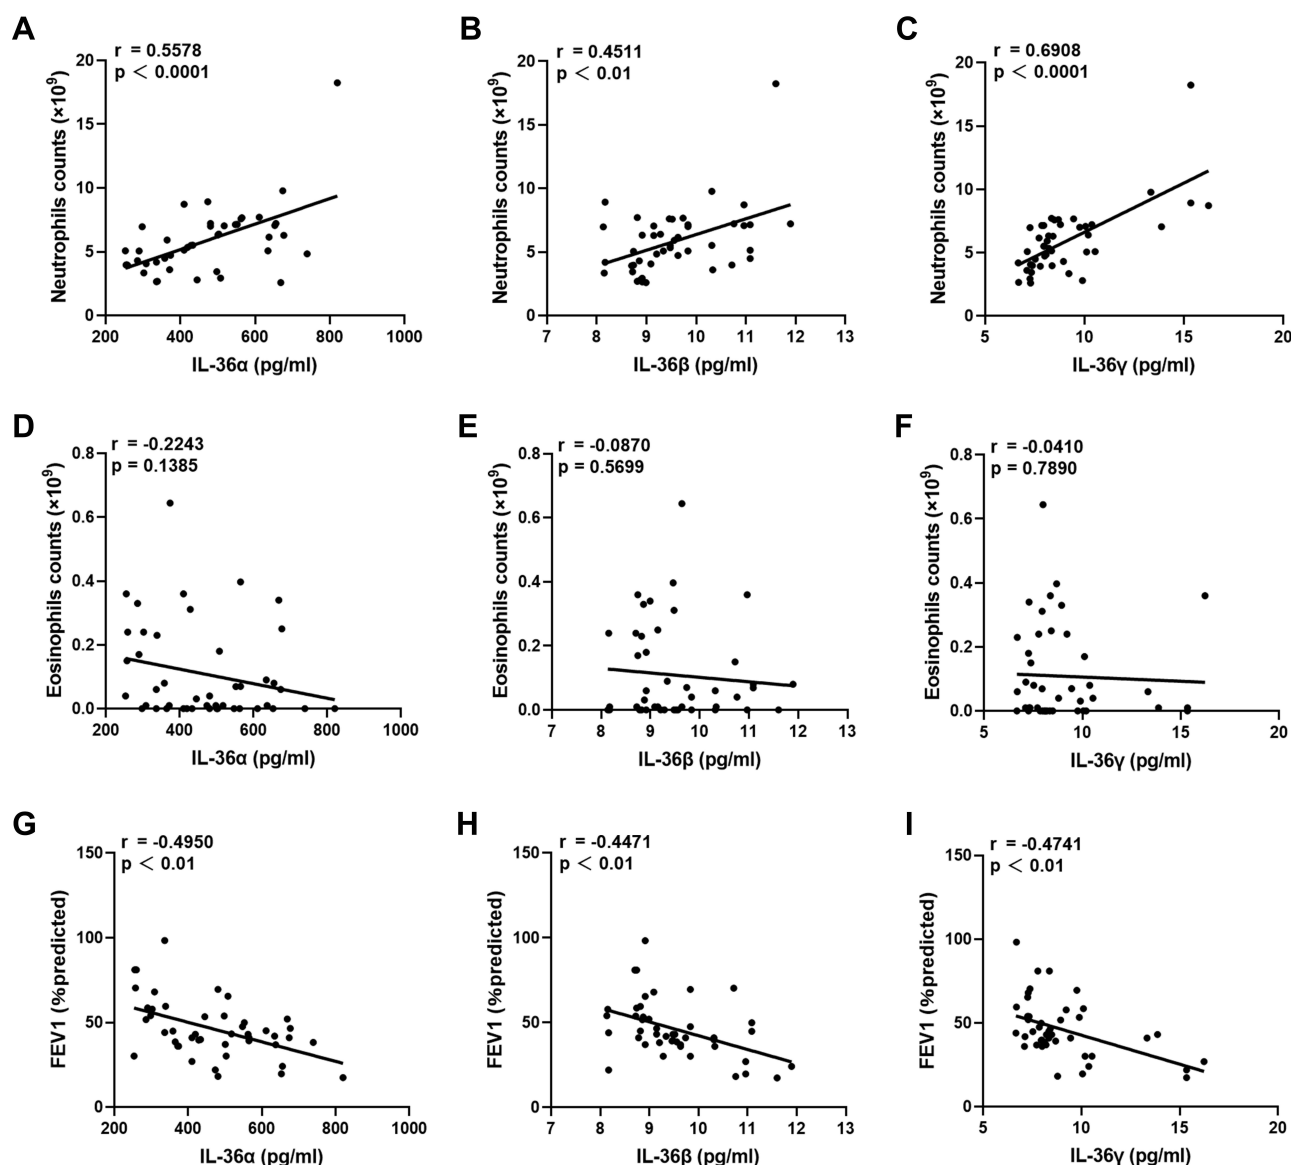 A
r = 0.5578
p < 0.0001
Neutrophils counts (×10⁹)
20
15
10
5
0
200 400 600 800 1000
IL-36α (pg/ml)
B
r = 0.4511
p < 0.01
Neutrophils counts (×10⁹)
20
15
10
5
0
7 8 9 10 11 12 13
IL-36β (pg/ml)
C
r = 0.6908
p < 0.0001
Neutrophils counts (×10⁹)
20
15
10
5
0
5 10 15 20
IL-36γ (pg/ml)
D
r = -0.2243
p = 0.1385
Eosinophils counts (×10⁹)
0.8
0.6
0.4
0.2
0.0
200 400 600 800 1000
IL-36α (pg/ml)
E
r = -0.0870
p = 0.5699
Eosinophils counts (×10⁹)
0.8
0.6
0.4
0.2
0.0
7 8 9 10 11 12 13
IL-36β (pg/ml)
F
r = -0.0410
p = 0.7890
Eosinophils counts (×10⁹)
0.8
0.6
0.4
0.2
0.0
5 10 15 20
IL-36γ (pg/ml)
G
r = -0.4950
p < 0.01
FEV1 (%predicted)
150
100
50
0
200 400 600 800 1000
IL-36α (pg/ml)
H
r = -0.4471
p < 0.01
FEV1 (%predicted)
150
100
50
0
7 8 9 10 11 12 13
IL-36β (pg/ml)
I
r = -0.4741
p < 0.01
FEV1 (%predicted)
150
100
50
0
5 10 15 20
IL-36γ (pg/ml)